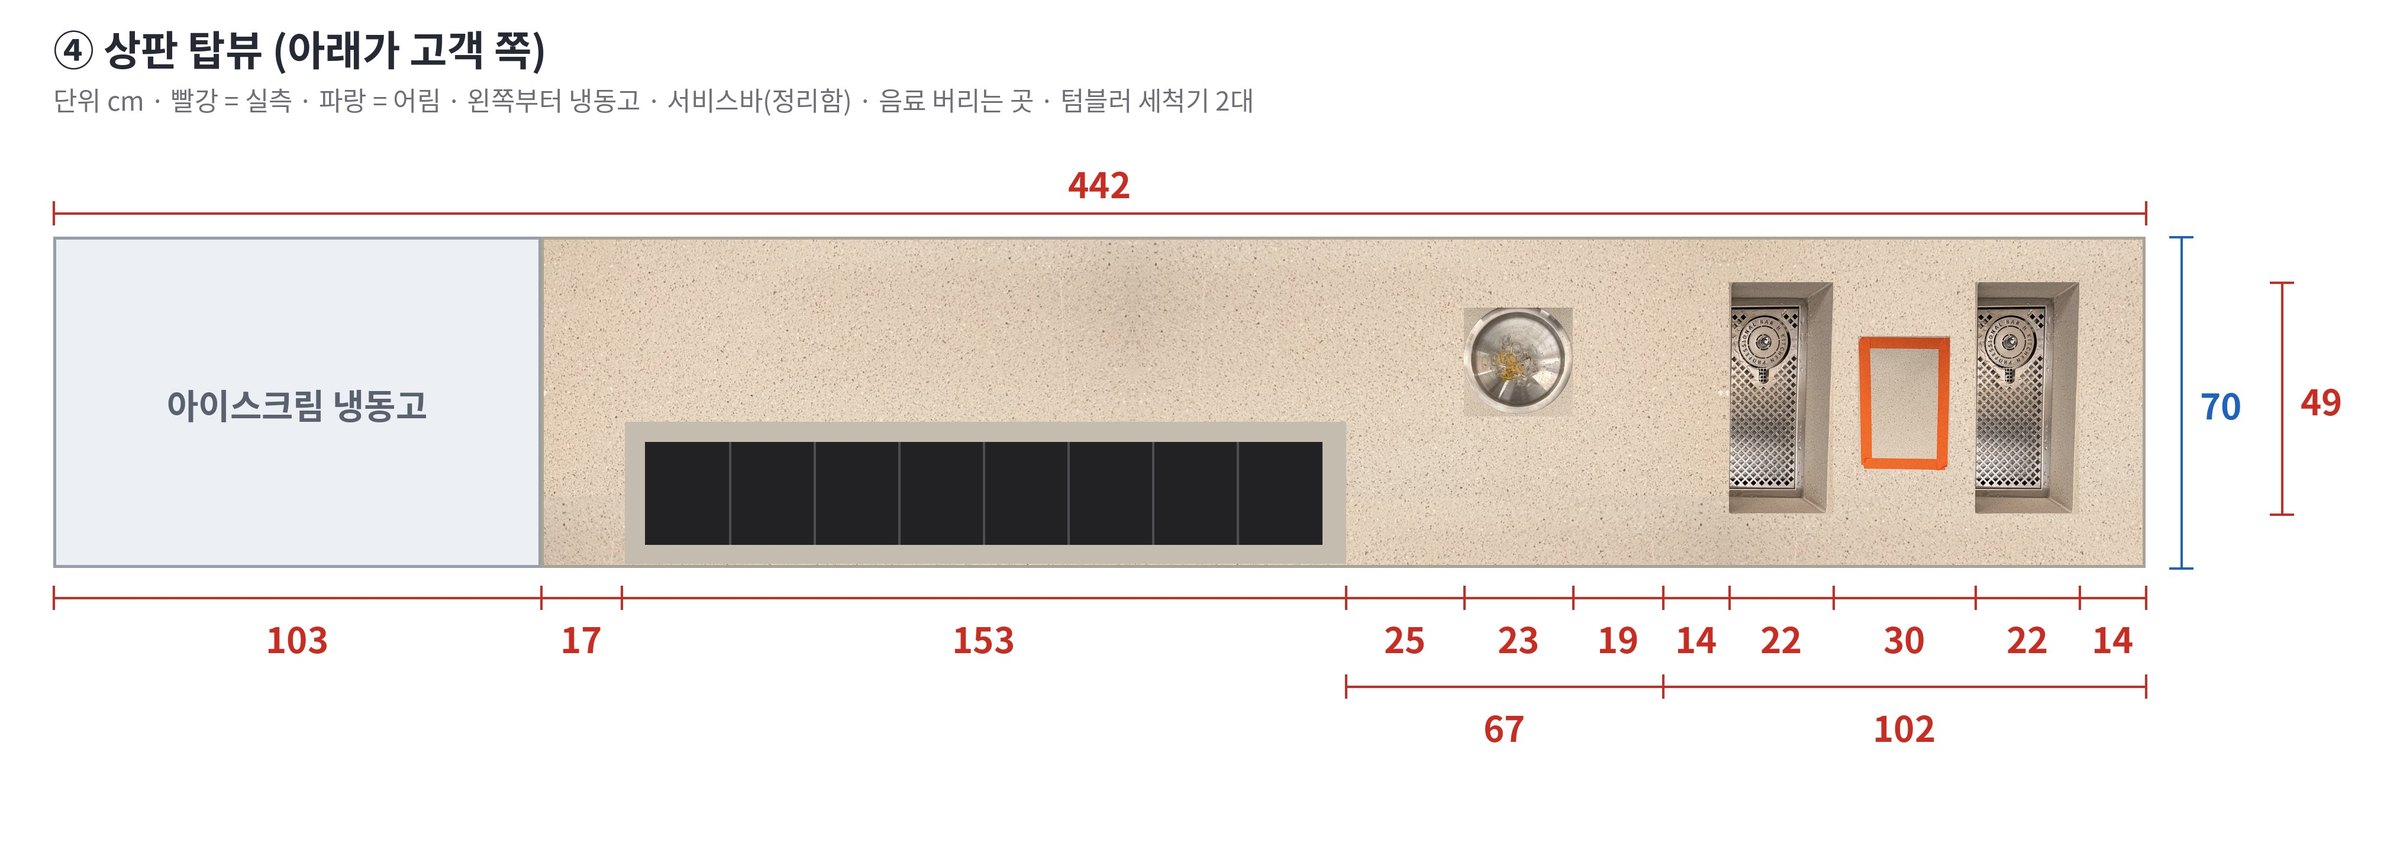 ④ 상판 탑뷰 (아래가 고객 쪽)
단위 cm · 빨강 = 실측 · 파랑 = 어림 · 왼쪽부터 냉동고 · 서비스바(정리함) · 음료 버리는 곳 · 텀블러 세척기 2대
442
아이스크림 냉동고
70
49
103 17 153 25 23 19 14 22 30 22 14
67 102